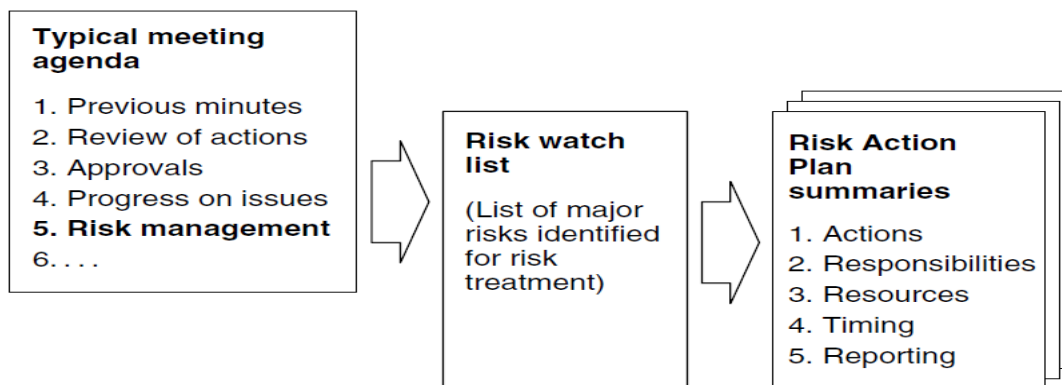 Typical meeting
agenda
1. Previous minutes
2. Review of actions
3. Approvals
4. Progress on issues
5. Risk management
6. . . .
Risk watch
list
(List of major
risks identified
for risk
treatment)
Risk Action
Plan
summaries
1. Actions
2. Responsibilities
3. Resources
4. Timing
5. Reporting